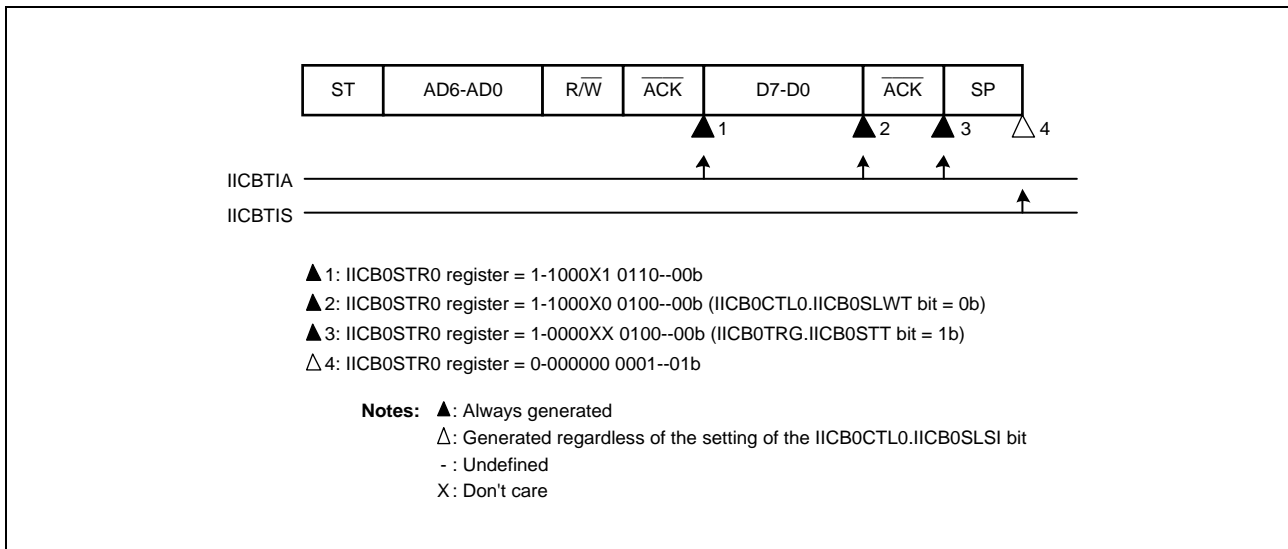 ST AD6-AD0 R/W ACK D7-D0 ACK SP
1 2 3 4
IICBTIA
IICBTIS
▲ 1: IICB0STR0 register = 1-1000X1 0110--00b
▲ 2: IICB0STR0 register = 1-1000X0 0100--00b (IICB0CTL0.IICB0SLWT bit = 0b)
▲ 3: IICB0STR0 register = 1-0000XX 0100--00b (IICB0TRG.IICB0STT bit = 1b)
△ 4: IICB0STR0 register = 0-000000 0001--01b
Notes: ▲: Always generated
△: Generated regardless of the setting of the IICB0CTL0.IICB0SLSI bit
- : Undefined
X: Don't care